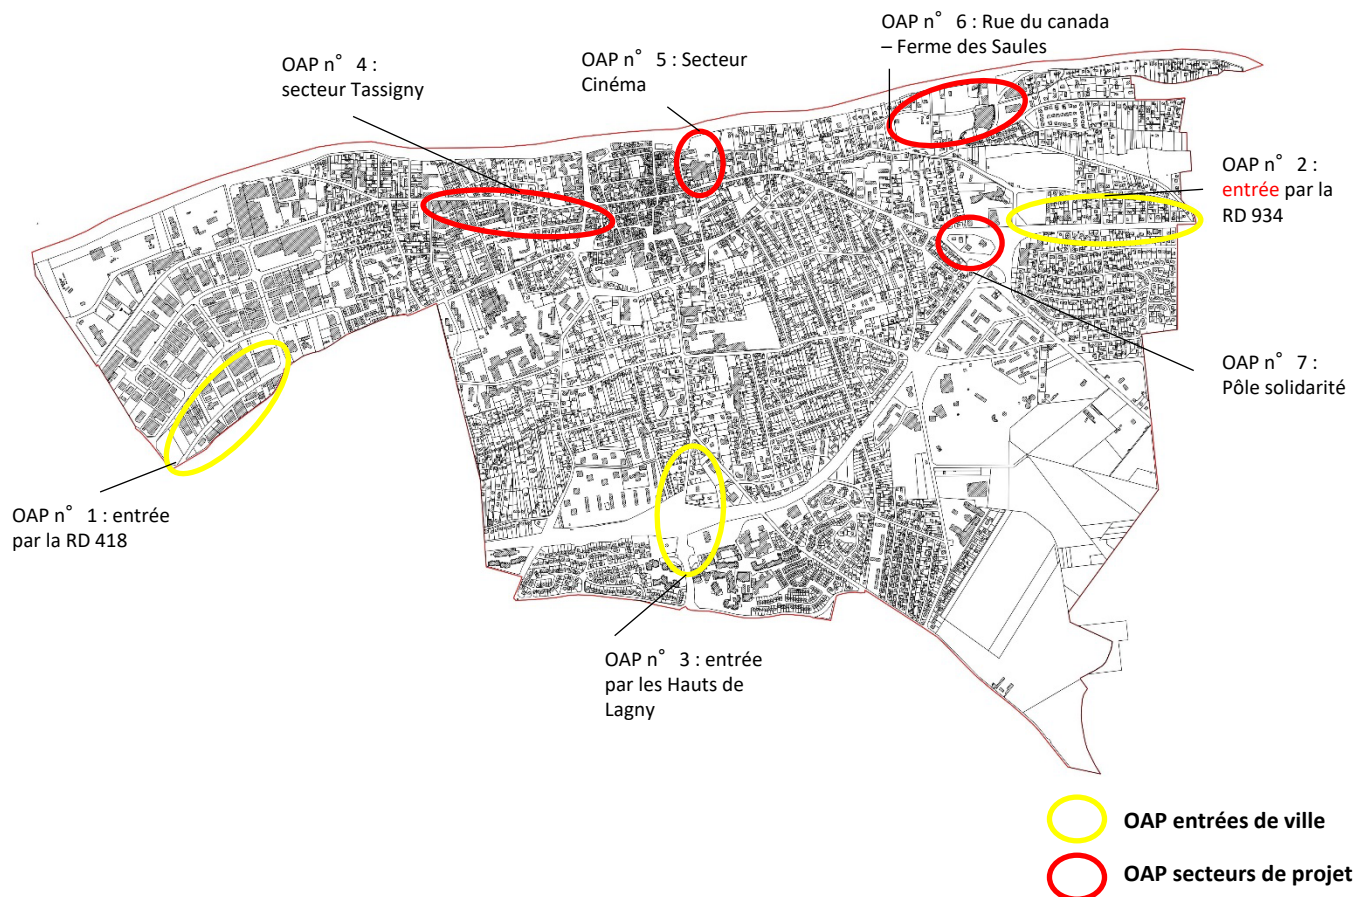 OAP n° 6 : Rue du canada
– Ferme des Saules
OAP n° 5 : Secteur
Cinéma
OAP n° 4 :
secteur Tassigny
OAP n° 2 :
entrée par la
RD 934
OAP n° 7 :
Pôle solidarité
OAP n° 1 : entrée
par la RD 418
OAP n° 3 : entrée
par les Hauts de
Lagny
OAP entrées de ville
OAP secteurs de projet